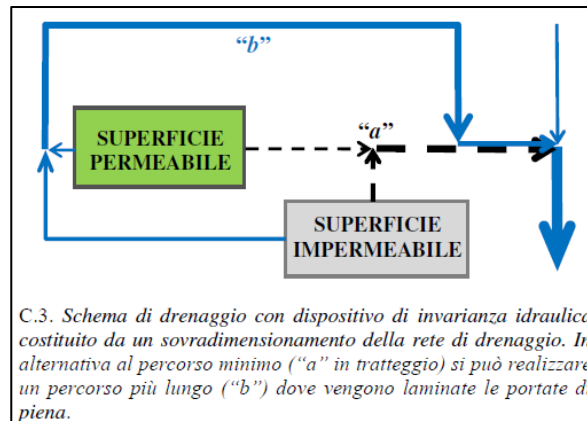 “b”
“a”
SUPERFICIE
PERMEABILE
SUPERFICIE
IMPERMEABILE
C.3. Schema di drenaggio con dispositivo di invarianza idraulica
costituito da un sovradimensionamento della rete di drenaggio. In
alternativa al percorso minimo (“a” in tratteggio) si può realizzare
un percorso più lungo (“b”) dove vengono laminate le portate di
piena.